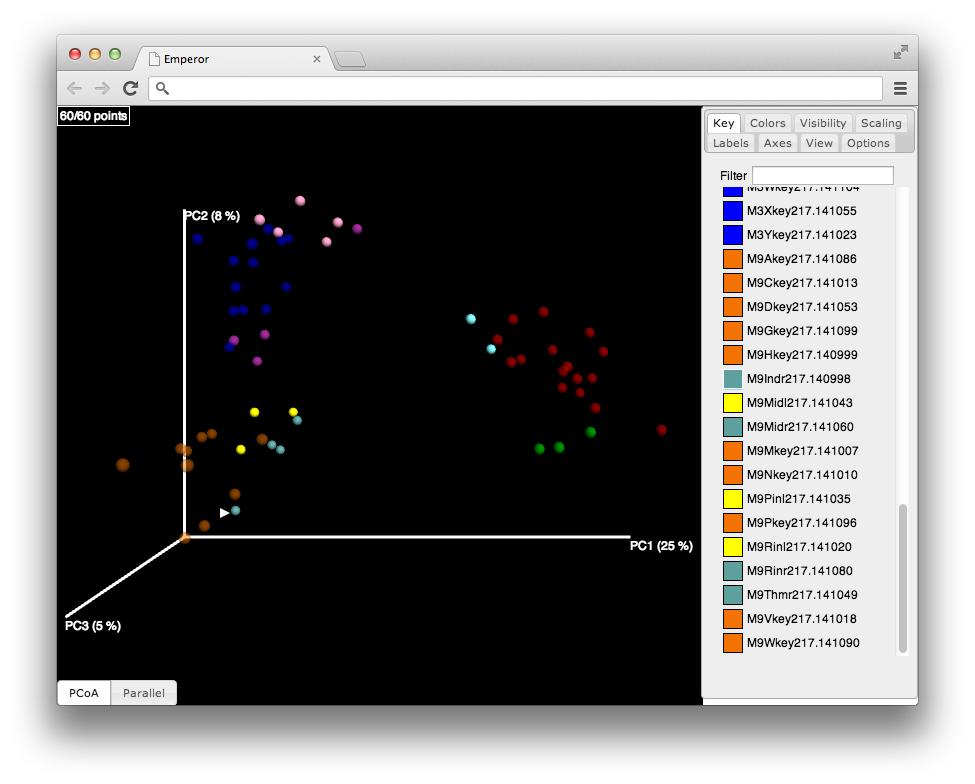 Emperor
60/60 points
Key Colors Visibility Scaling
Labels Axes View Options
Filter
M3Wkey217.141104
M3Xkey217.141055
M3Ykey217.141023
M9Akey217.141086
M9Ckey217.141013
M9Dkey217.141053
M9Gkey217.141099
M9Hkey217.140999
M9Indr217.140998
M9Midl217.141043
M9Midr217.141060
M9Mkey217.141007
M9Nkey217.141010
M9Pinl217.141035
M9Pkey217.141096
M9Rinl217.141020
M9Rinr217.141080
M9Thmr217.141049
M9Vkey217.141018
M9Wkey217.141090
PC2 (8 %)
PC1 (25 %)
PC3 (5 %)
PCoA Parallel